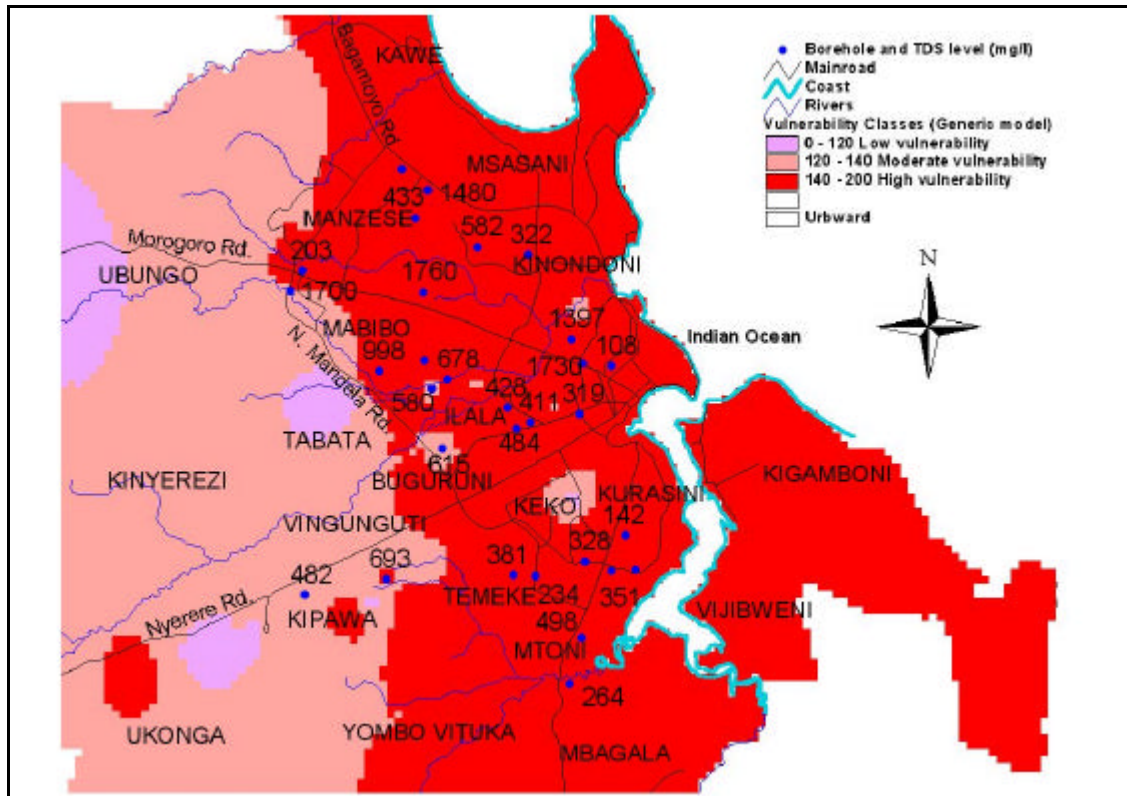 KAWE
Bagamoyo Rd.
Borehole and TDS level (mg/l)
Mainroad
Coast
Rivers
Vulnerability Classes (Generic model)
0 - 120 Low vulnerability
120 - 140 Moderate vulnerability
140 - 200 High vulnerability
Urbward
MSASANI
433
1480
MANZESE
582
322
Morogoro Rd.
203
KINONDONI
UBUNGO
1760
1700
N
MABIBO
1397
Indian Ocean
N. Mandela Rd.
998
678
1730
108
580
428
411
319
ILALA
TABATA
484
615
KINYEREZI
BUGURUNI
KIGAMBONI
KEKO
KURASINI
VINGUNGUTI
142
328
381
693
482
TEMEKE
234
351
Nyerere Rd.
KIPAWA
498
VIJIBWENI
MTONI
264
UKONGA
YOMBO VITUKA
MBAGALA